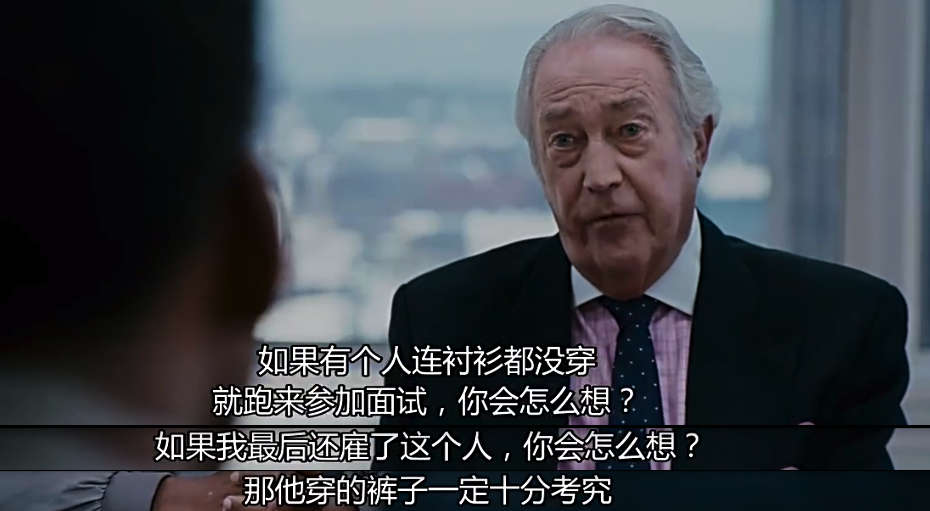 如果有个人连衬衫都没穿
就跑来参加面试，你会怎么想？
如果我最后还雇了这个人，你会怎么想？
那他穿的裤子一定十分考究